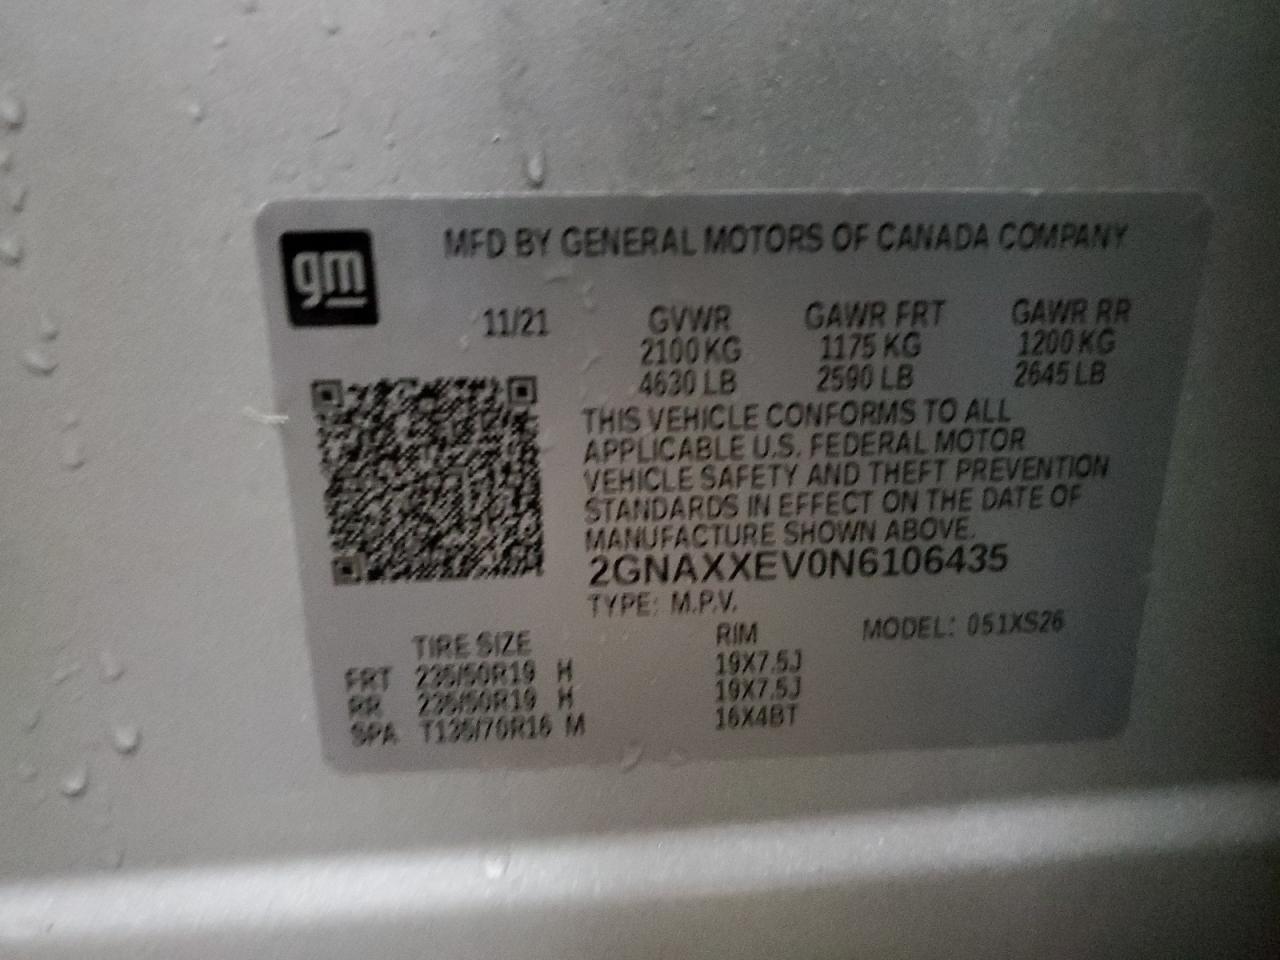 gm
MFD BY GENERAL MOTORS OF CANADA COMPANY
11/21 GVWR GAWR FRT GAWR RR
2100 KG 1175 KG 1200 KG
4630 LB 2590 LB 2645 LB
THIS VEHICLE CONFORMS TO ALL
APPLICABLE U.S. FEDERAL MOTOR
VEHICLE SAFETY AND THEFT PREVENTION
STANDARDS IN EFFECT ON THE DATE OF
MANUFACTURE SHOWN ABOVE.
2GNAXXEV0N6106435
TYPE: M.P.V.
TIRE SIZE RIM MODEL: 051XS26
FRT 235/50R19 H 19X7.5J
RR 235/50R19 H 19X7.5J
SPA T135/70R16 M 16X4BT